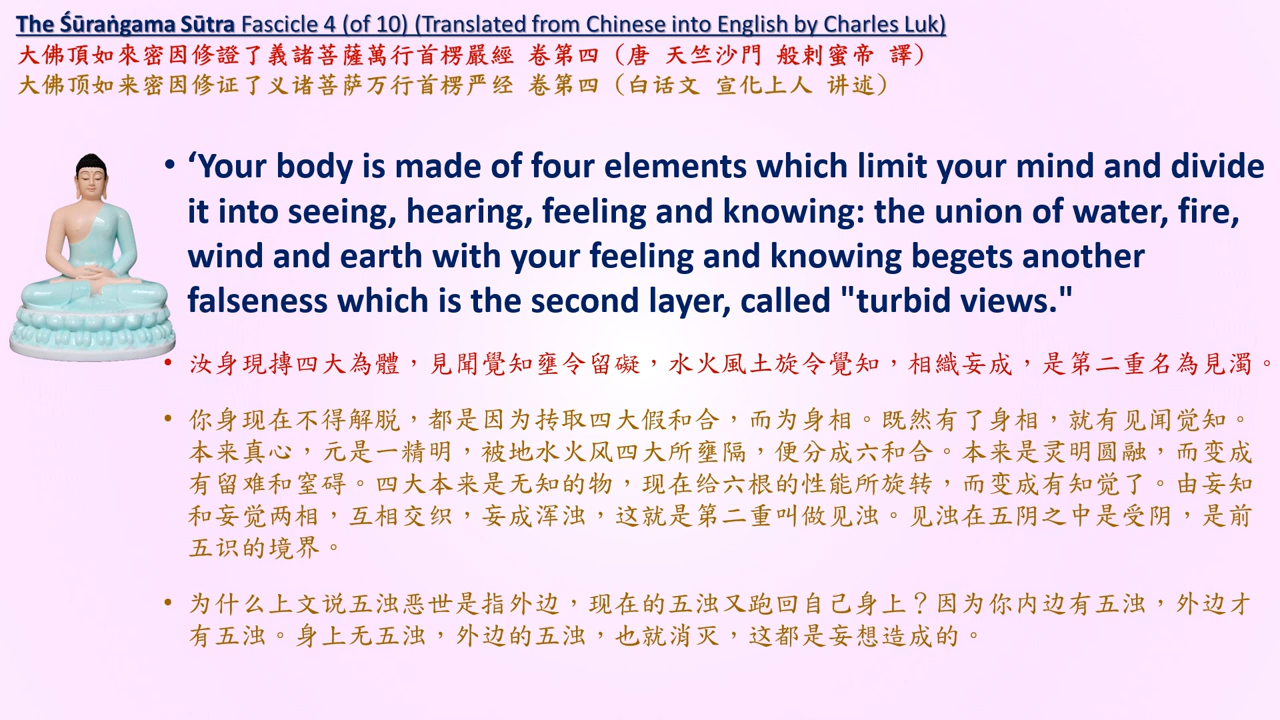 The Śūraṅgama Sūtra Fascicle 4 (of 10) (Translated from Chinese into English by Charles Luk)
大佛頂如來密因修證了義諸菩薩萬行首楞嚴經 卷第四（唐 天竺沙門 般剌蜜帝 譯）
大佛顶如来密因修证了义诸菩萨万行首楞严经 卷第四（白话文 宣化上人 讲述）
• ‘Your body is made of four elements which limit your mind and divide
it into seeing, hearing, feeling and knowing: the union of water, fire,
wind and earth with your feeling and knowing begets another
falseness which is the second layer, called "turbid views."
• 汝身現摶四大為體，見聞覺知壅令留礙，水火風土旋令覺知，相織妄成，是第二重名為見濁。
• 你身现在不得解脱，都是因为抟取四大假和合，而为身相。既然有了身相，就有见闻觉知。
本来真心，元是一精明，被地水火风四大所壅隔，便分成六和合。本来是灵明圆融，而变成
有留难和窒碍。四大本来是无知的物，现在给六根的性能所旋转，而变成有知觉了。由妄知
和妄觉两相，互相交织，妄成浑浊，这就是第二重叫做见浊。见浊在五阴之中是受阴，是前
五识的境界。
• 为什么上文说五浊恶世是指外边，现在的五浊又跑回自己身上？因为你内边有五浊，外边才
有五浊。身上无五浊，外边的五浊，也就消灭，这都是妄想造成的。